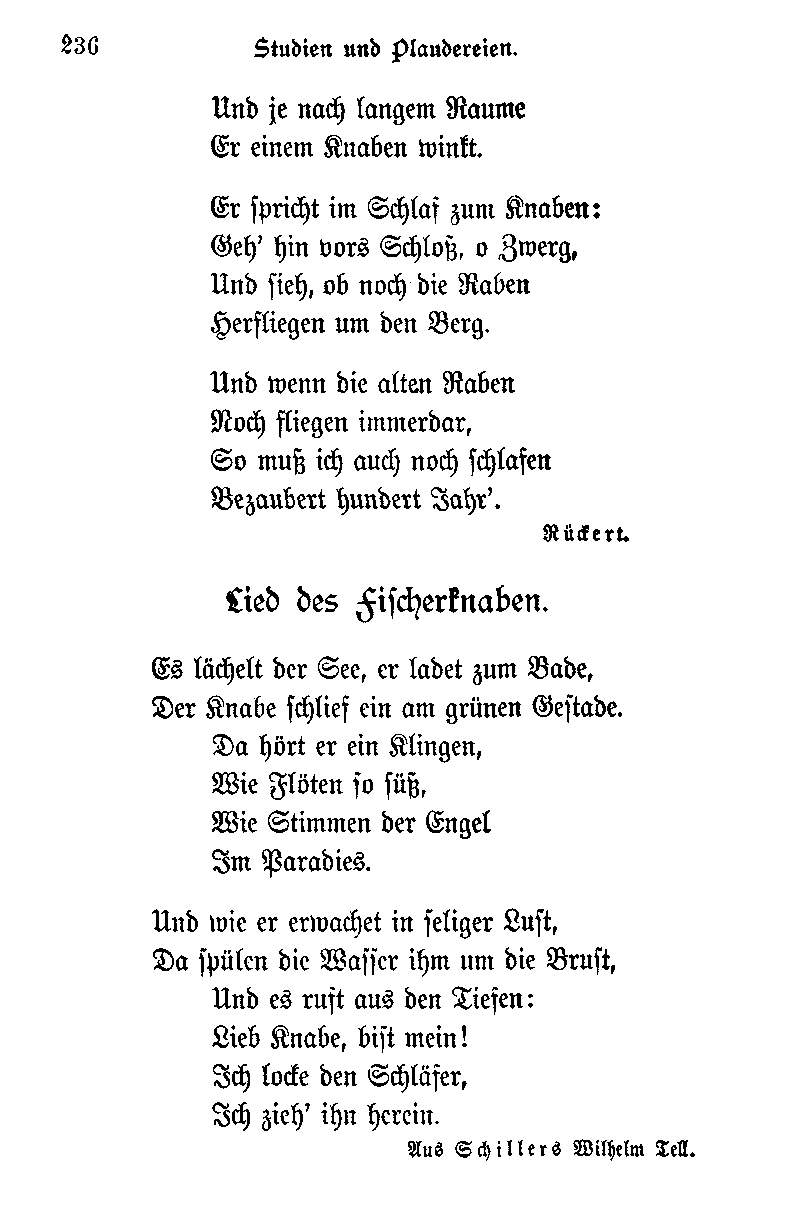 236 Studien und Plaudereien.
Und je nach langem Raume
Er einem Knaben winkt.
Er spricht im Schlaf zum Knaben:
Geh' hin vors Schloß, o Zwerg,
Und sieh, ob noch die Raben
Herfliegen um den Berg.
Und wenn die alten Raben
Noch fliegen immerdar,
So muß ich auch noch schlafen
Bezaubert hundert Jahr'.
Rückert.
Lied des Fischerknaben.
Es lächelt der See, er ladet zum Bade,
Der Knabe schlief ein am grünen Gestade.
Da hört er ein Klingen,
Wie Flöten so süß,
Wie Stimmen der Engel
Im Paradies.
Und wie er erwachet in seliger Lust,
Da spülen die Wasser ihm um die Brust,
Und es ruft aus den Tiefen:
Lieb Knabe, bist mein!
Ich locke den Schläfer,
Ich zieh' ihn herein.
Aus Schillers Wilhelm Tell.